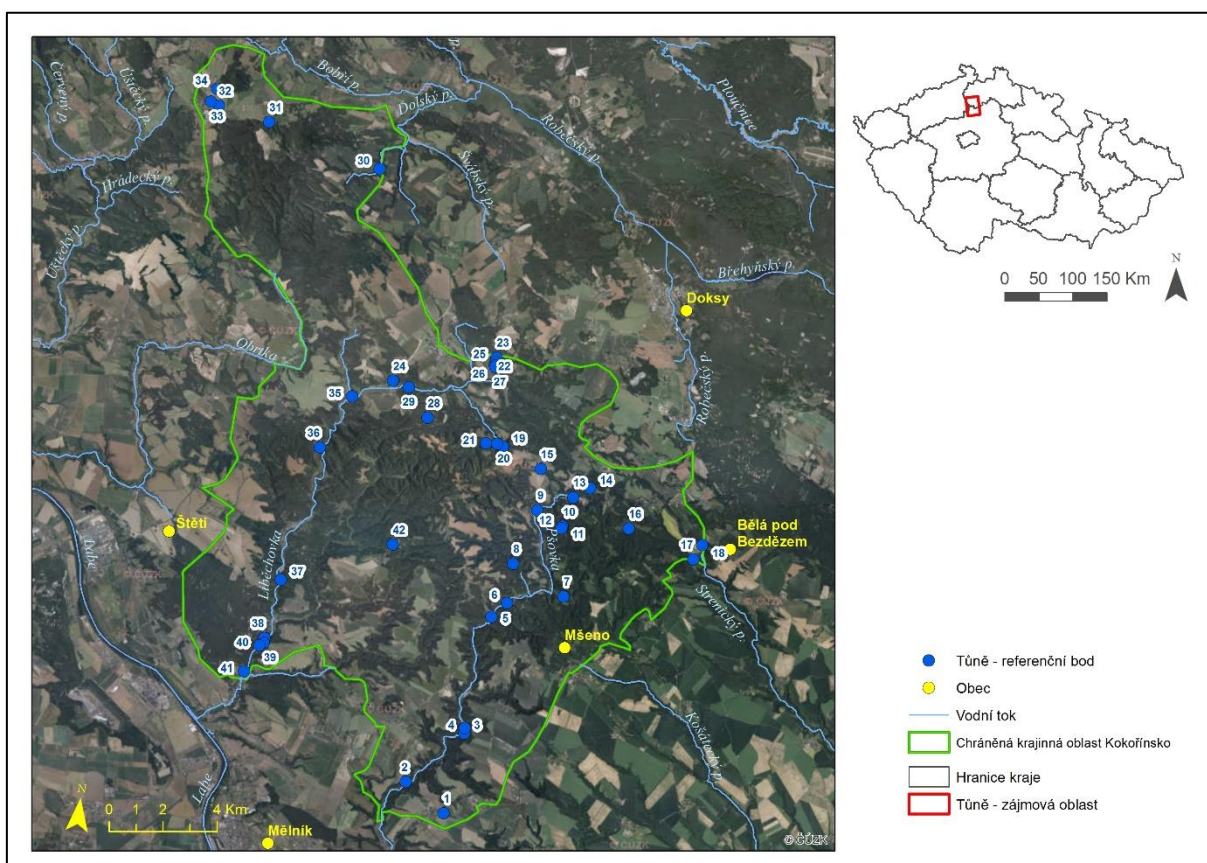 Červený p.
Úštěcký p.
Bobří p.
Dolský p.
Ploučnice
Robečský p.
Svitbský p.
Hrádecký p.
Úštěcký p.
Břehyňský p.
Robečský p.
Obrtka
Liběchovka
Pšovka
Strenický p.
Košátecký p.
Labe
Labe
34
32
33
31
30
23
25
22
26
27
24
29
28
35
36
21
19
20
15
13
14
9
10
12
11
16
17
18
8
7
6
5
42
37
38
40
39
41
4
3
2
1
Doksy
Štětí
Bělá pod
Bezdězem
Mšeno
Mělník
N
0 2 4 Km
© ČÚZK
N
0 50 100 150 Km
Tůně - referenční bod
Obec
Vodní tok
Chráněná krajinná oblast Kokořínsko
Hranice kraje
Tůně - zájmová oblast